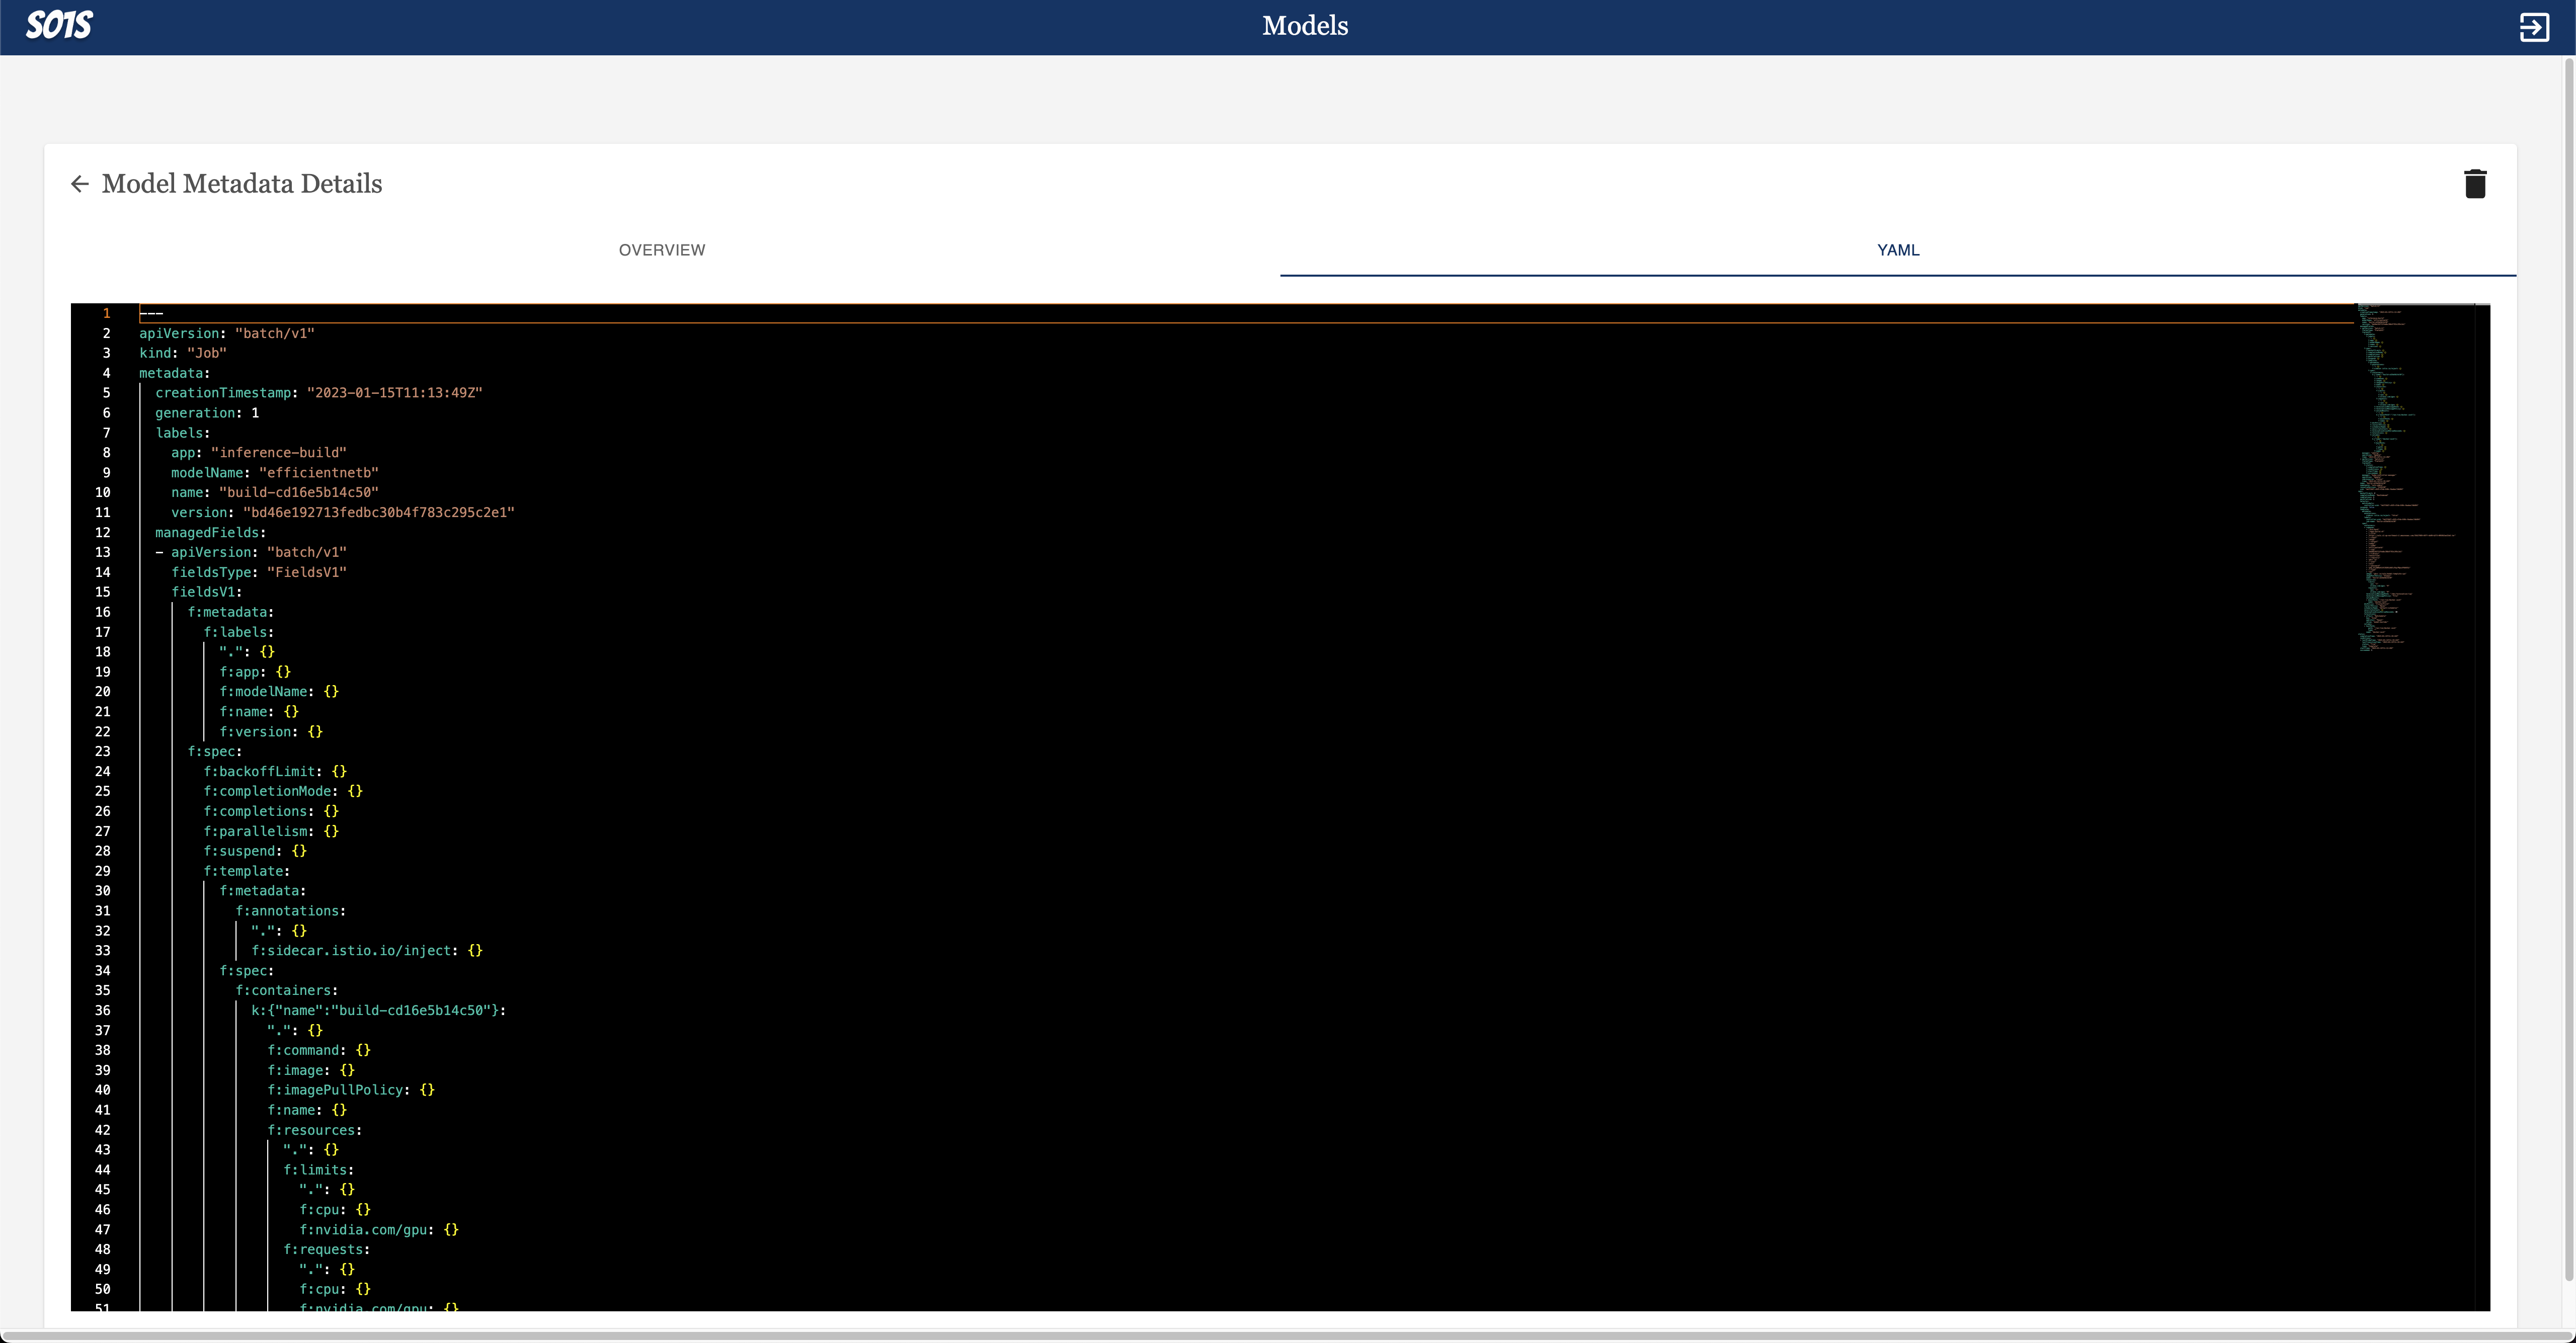 SO1S
Models
Model Metadata Details
OVERVIEW
YAML
1 ---
2 apiVersion: "batch/v1"
3 kind: "Job"
4 metadata:
5 creationTimestamp: "2023-01-15T11:13:49Z"
6 generation: 1
7 labels:
8 app: "inference-build"
9 modelName: "efficientnetb"
10 name: "build-cd16e5b14c50"
11 version: "bd46e192713fedbc30b4f783c295c2e1"
12 managedFields:
13 - apiVersion: "batch/v1"
14 fieldsType: "FieldsV1"
15 fieldsV1:
16 f:metadata:
17 f:labels:
18 ".": {}
19 f:app: {}
20 f:modelName: {}
21 f:name: {}
22 f:version: {}
23 f:spec:
24 f:backoffLimit: {}
25 f:completionMode: {}
26 f:completions: {}
27 f:parallelism: {}
28 f:suspend: {}
29 f:template:
30 f:metadata:
31 f:annotations:
32 ".": {}
33 f:sidecar.istio.io/inject: {}
34 f:spec:
35 f:containers:
36 k:{"name":"build-cd16e5b14c50"}:
37 ".": {}
38 f:command: {}
39 f:image: {}
40 f:imagePullPolicy: {}
41 f:name: {}
42 f:resources:
43 ".": {}
44 f:limits:
45 ".": {}
46 f:cpu: {}
47 f:nvidia.com/gpu: {}
48 f:requests:
49 ".": {}
50 f:cpu: {}
51 f:nvidia.com/gpu: {}